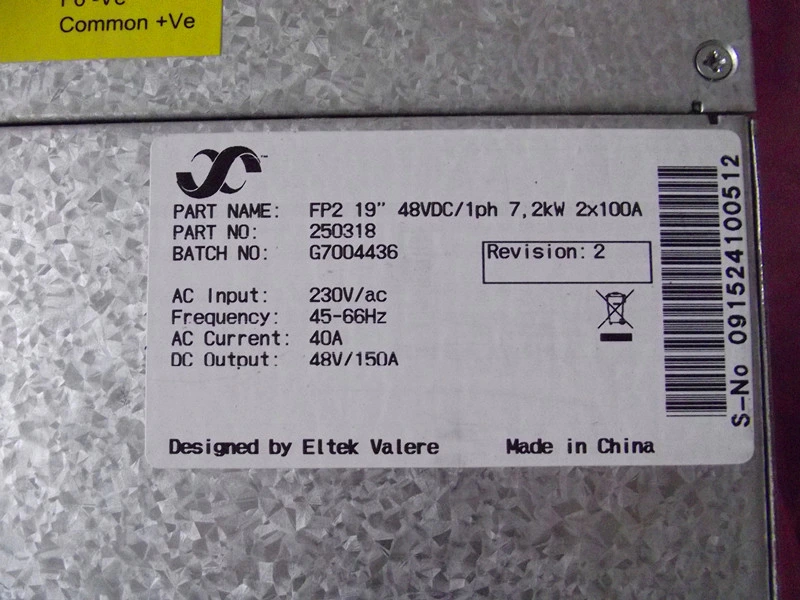 Common +Ve
PART NAME: FP2 19" 48VDC/1ph 7,2kW 2x100A
PART NO: 250318
BATCH NO: G7004436
Revision: 2
AC Input: 230V/ac
Frequency: 45-66Hz
AC Current: 40A
DC Output: 48V/150A
Designed by Eltek Valere Made in China
S-No 091524100512